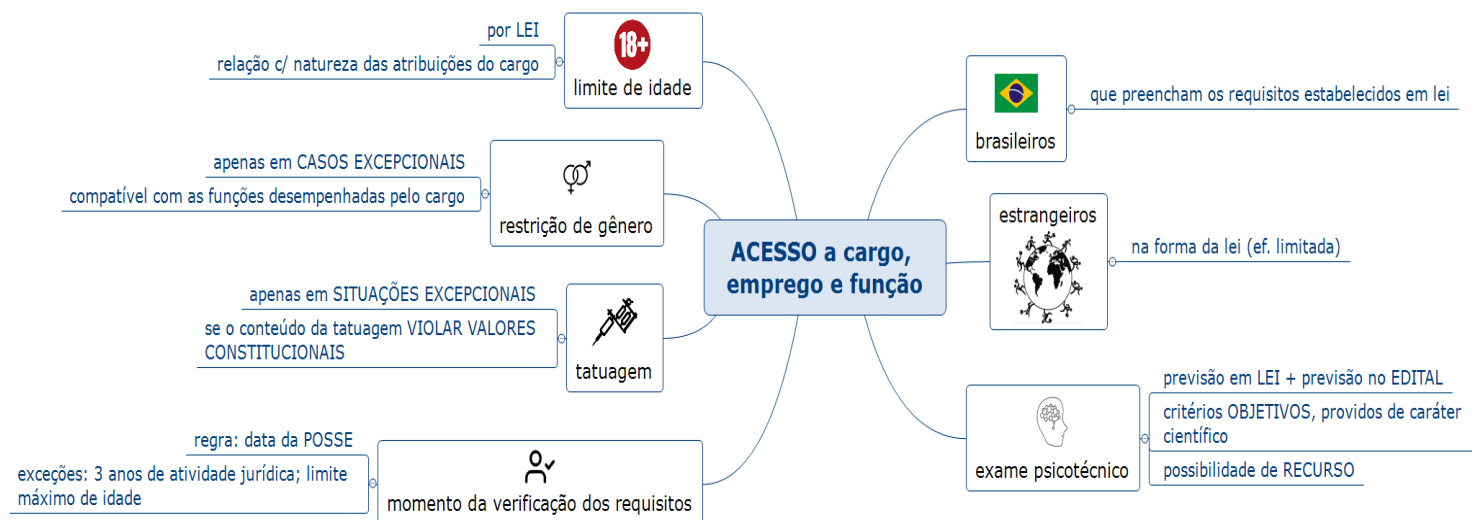 ACESSO a cargo,
emprego e função
18+
limite de idade
por LEI
relação c/ natureza das atribuições do cargo
restrição de gênero
apenas em CASOS EXCEPCIONAIS
compatível com as funções desempenhadas pelo cargo
tatuagem
apenas em SITUAÇÕES EXCEPCIONAIS
se o conteúdo da tatuagem VIOLAR VALORES
CONSTITUCIONAIS
momento da verificação dos requisitos
regra: data da POSSE
exceções: 3 anos de atividade jurídica; limite
máximo de idade
brasileiros
que preencham os requisitos estabelecidos em lei
estrangeiros
na forma da lei (ef. limitada)
exame psicotécnico
previsão em LEI + previsão no EDITAL
critérios OBJETIVOS, providos de caráter
científico
possibilidade de RECURSO